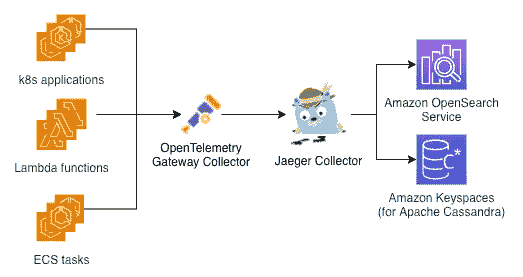 k8s applications
Lambda functions
ECS tasks
OpenTelemetry
Gateway Collector
Jaeger Collector
Amazon OpenSearch
Service
C*
Amazon Keyspaces
(for Apache Cassandra)